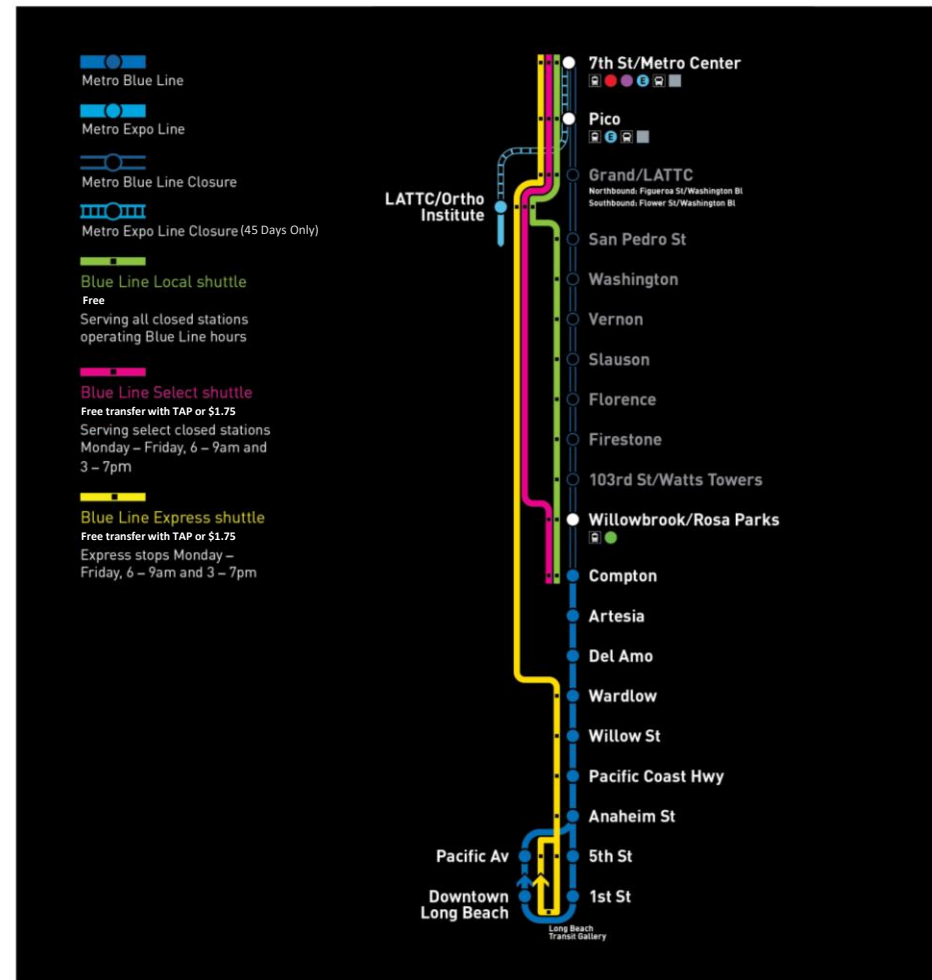 Metro Blue Line
Metro Expo Line
Metro Blue Line Closure
Metro Expo Line Closure (45 Days Only)
Blue Line Local shuttle
Free
Serving all closed stations
operating Blue Line hours
Blue Line Select shuttle
Free transfer with TAP or $1.75
Serving select closed stations
Monday – Friday, 6 – 9am and
3 – 7pm
Blue Line Express shuttle
Free transfer with TAP or $1.75
Express stops Monday –
Friday, 6 – 9am and 3 – 7pm
7th St/Metro Center
E
Pico
E
Grand/LATTC
Northbound: Figueroa St/Washington Bl
Southbound: Flower St/Washington Bl
LATTC/Ortho
Institute
San Pedro St
Washington
Vernon
Slauson
Florence
Firestone
103rd St/Watts Towers
Willowbrook/Rosa Parks
Compton
Artesia
Del Amo
Wardlow
Willow St
Pacific Coast Hwy
Anaheim St
Pacific Av
5th St
Downtown
Long Beach
1st St
Long Beach
Transit Gallery